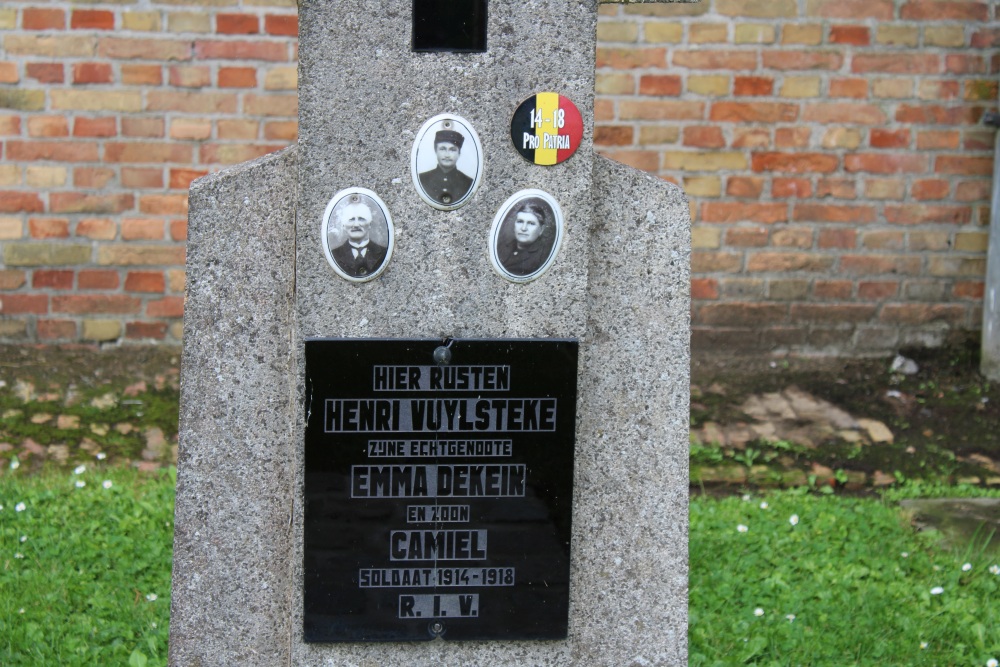 14-18
PRO PATRIA
HIER RUSTEN
HENRI VUYLSTEKE
ZIJNE ECHTGENOOTE
EMMA DEKEIN
EN ZOON
CAMIEL
SOLDAAT 1914-1918
R. I. V.